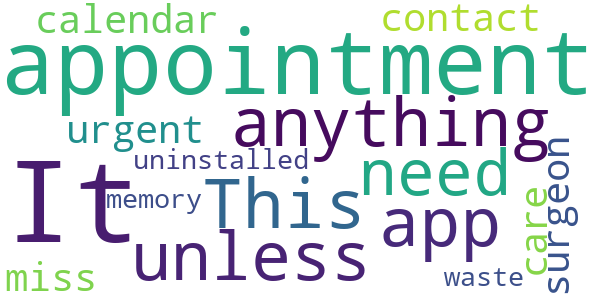 calendar
contact
appointment
urgent
anything
uninstalled
It
memory
This
need
unless
app
care
surgeon
miss
waste